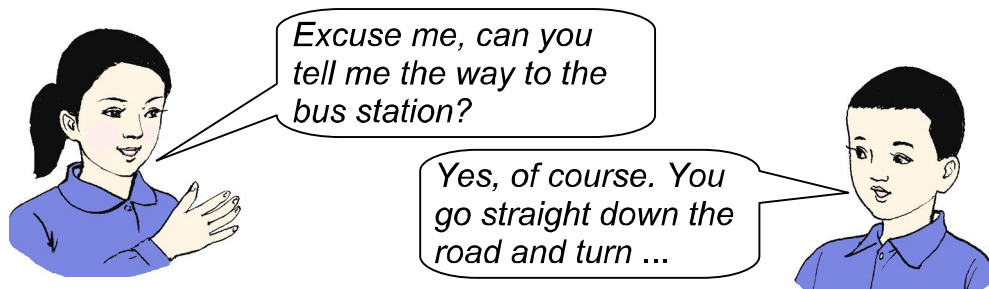 Excuse me, can you
tell me the way to the
bus station?
Yes, of course. You
go straight down the
road and turn ...